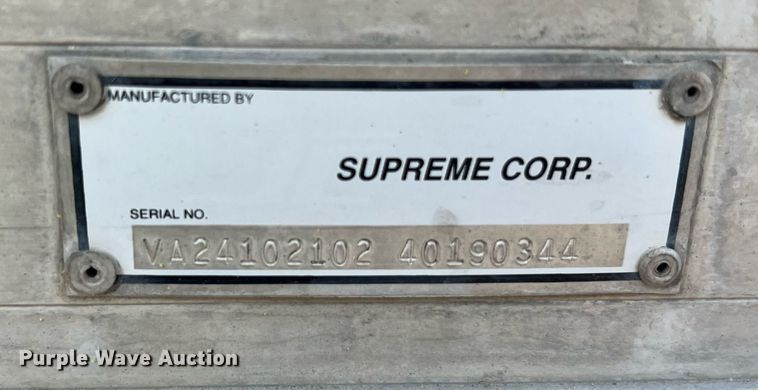 MANUFACTURED BY
SUPREME CORP.
SERIAL NO.
VA24102102 40190344
Purple Wave Auction